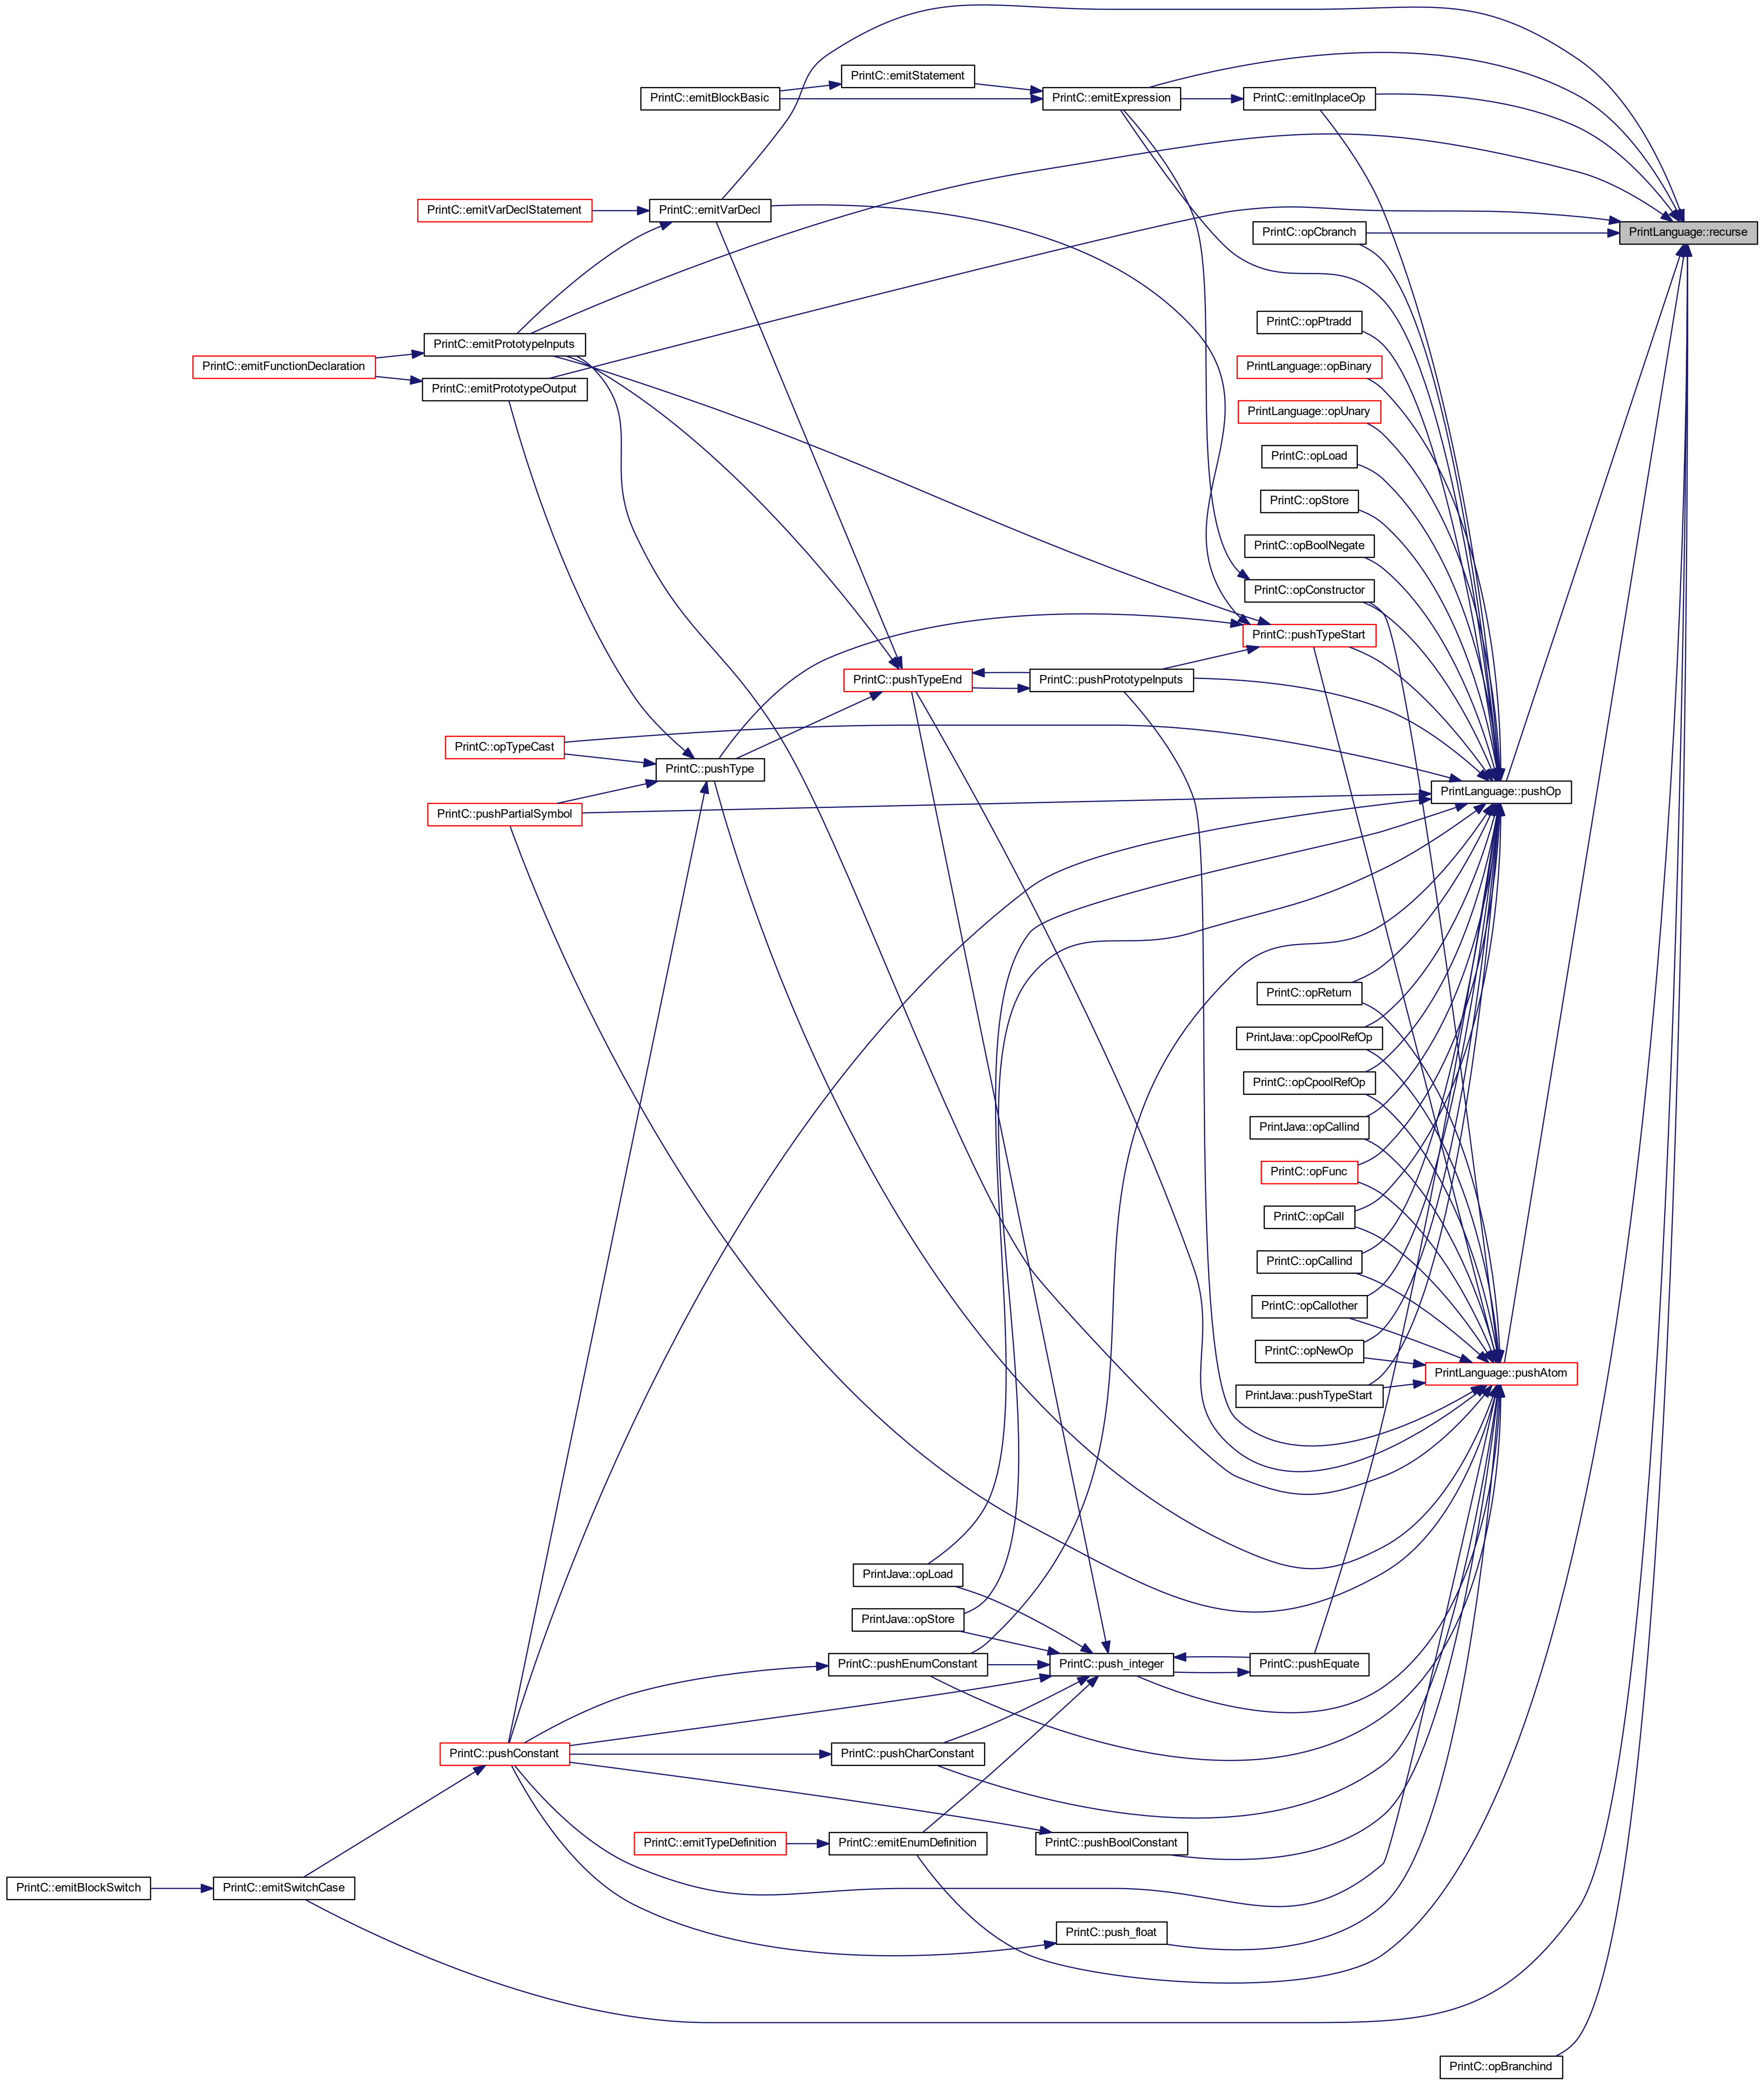 PrintC::emitStatement
PrintC::emitBlockBasic
PrintC::emitExpression
PrintC::emitInplaceOp
PrintC::emitVarDeclStatement
PrintC::emitVarDecl
PrintC::opCbranch
PrintLanguage::recurse
PrintC::opPtradd
PrintC::emitPrototypeInputs
PrintC::emitFunctionDeclaration
PrintLanguage::opBinary
PrintC::emitPrototypeOutput
PrintLanguage::opUnary
PrintC::opLoad
PrintC::opStore
PrintC::opBoolNegate
PrintC::opConstructor
PrintC::pushTypeStart
PrintC::pushTypeEnd
PrintC::pushPrototypeInputs
PrintC::opTypeCast
PrintC::pushType
PrintLanguage::pushOp
PrintC::pushPartialSymbol
PrintC::opReturn
PrintJava::opCpoolRefOp
PrintC::opCpoolRefOp
PrintJava::opCallind
PrintC::opFunc
PrintC::opCall
PrintC::opCallind
PrintC::opCallother
PrintC::opNewOp
PrintLanguage::pushAtom
PrintJava::pushTypeStart
PrintJava::opLoad
PrintJava::opStore
PrintC::pushEnumConstant
PrintC::push_integer
PrintC::pushEquate
PrintC::pushConstant
PrintC::pushCharConstant
PrintC::emitTypeDefinition
PrintC::emitEnumDefinition
PrintC::pushBoolConstant
PrintC::emitBlockSwitch
PrintC::emitSwitchCase
PrintC::push_float
PrintC::opBranchind